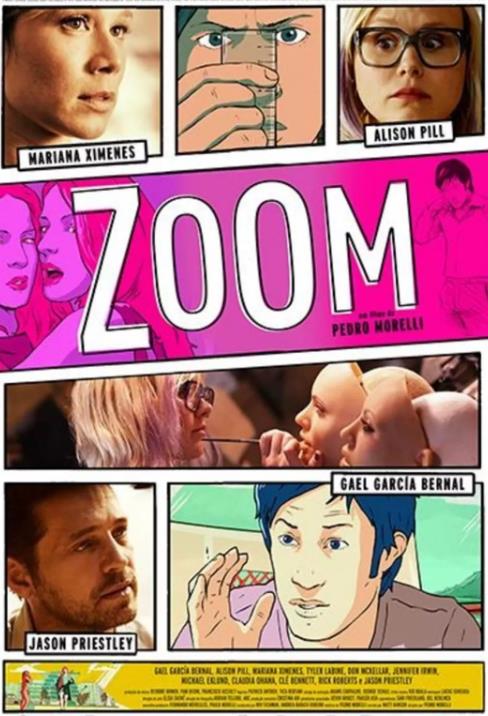 MARIANA XIMENES
ALISON PILL
ZOOM
um filme de
PEDRO MORELLI
GAEL GARCÍA BERNAL
JASON PRIESTLEY
GAEL GARCÍA BERNAL, ALISON PILL, MARIANA XIMENES, TYLER LABINE, DON MCKELLAR, JENNIFER IRWIN,
MICHAEL EKLUND, CLAUDIA OHANA, CLÉ BENNETT, RICK ROBERTS e JASON PRIESTLEY